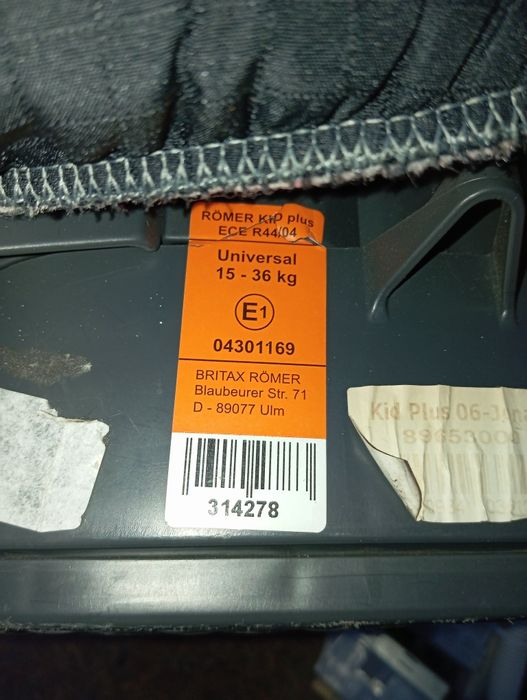 RÖMER KID plus
ECE R44/04
Universal
15 - 36 kg
E1
04301169
BRITAX RÖMER
Blaubeurer Str. 71
D - 89077 Ulm
314278
Kid Plus 06-